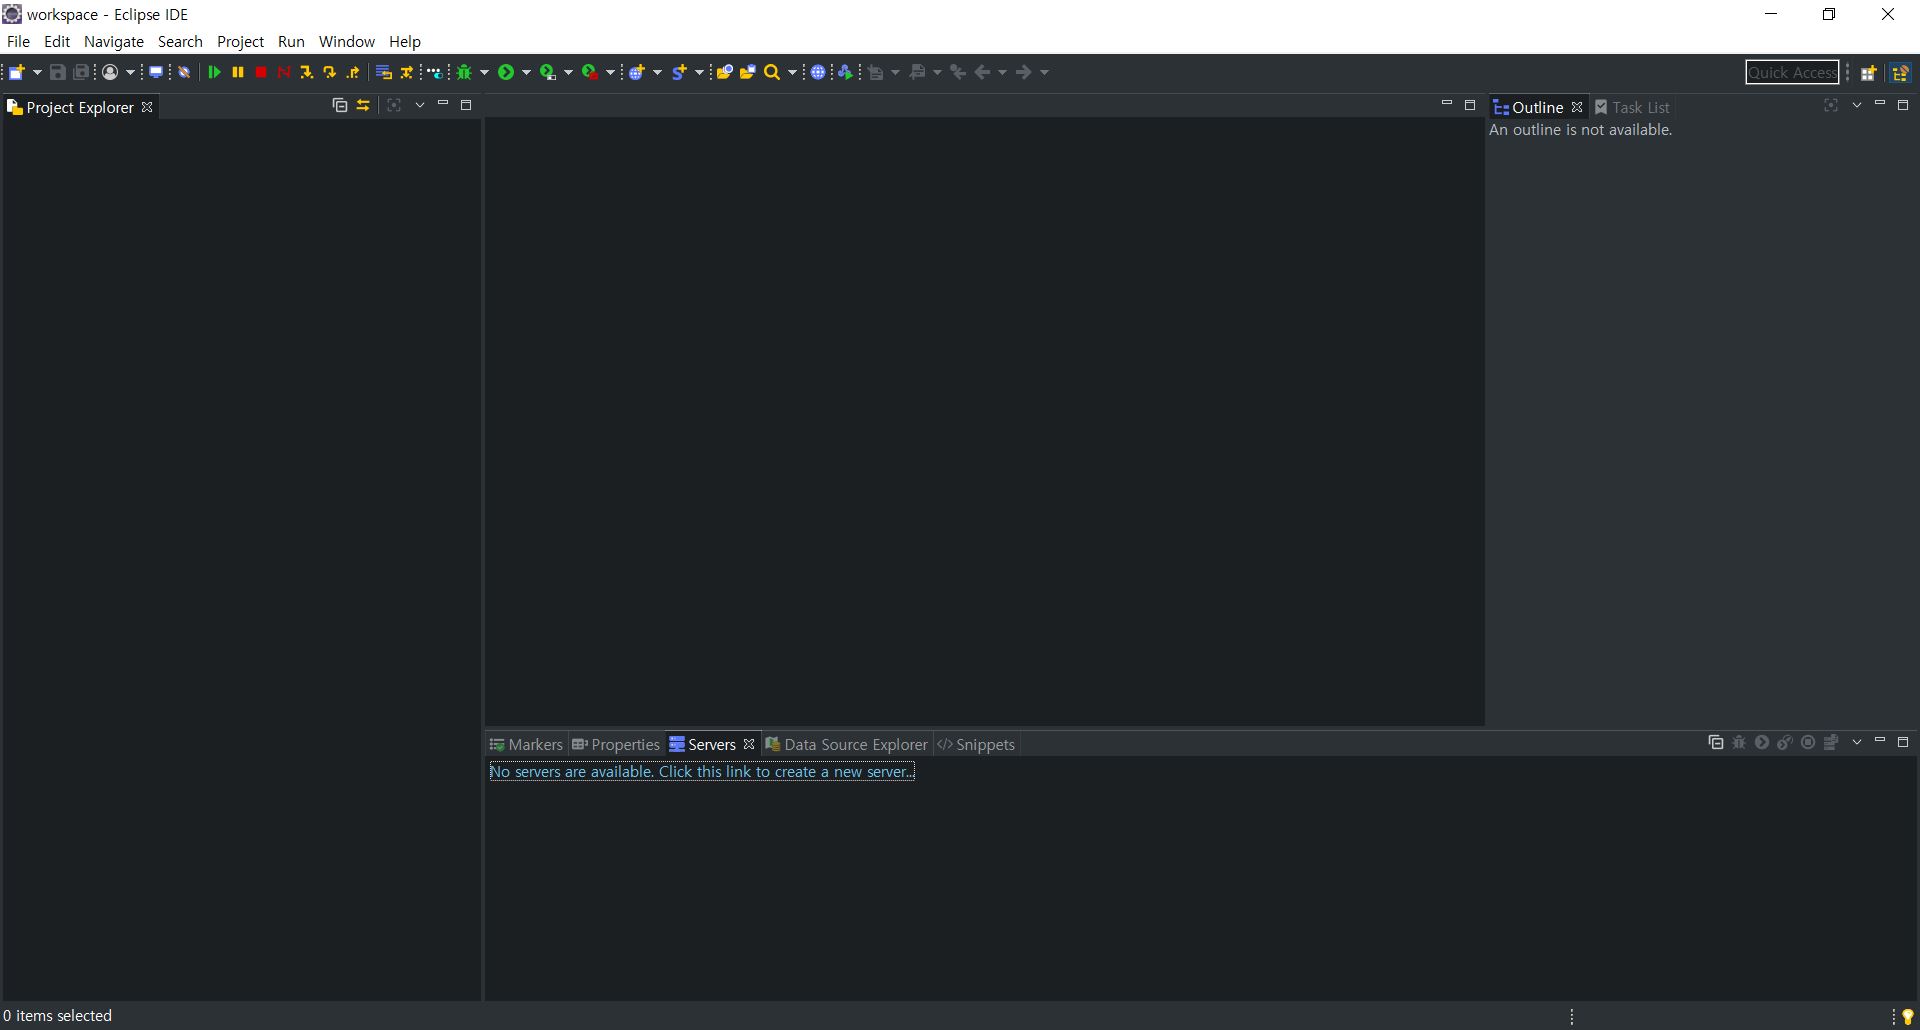 workspace - Eclipse IDE
File Edit Navigate Search Project Run Window Help
Quick Access
Project Explorer
Outline Task List
An outline is not available.
Markers Properties Servers Data Source Explorer Snippets
No servers are available. Click this link to create a new server...
0 items selected